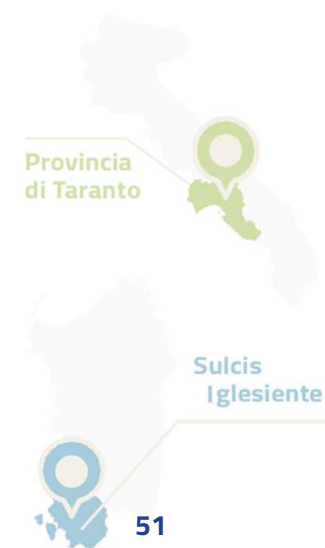 Provincia
di Taranto
Sulcis
Iglesiente
51